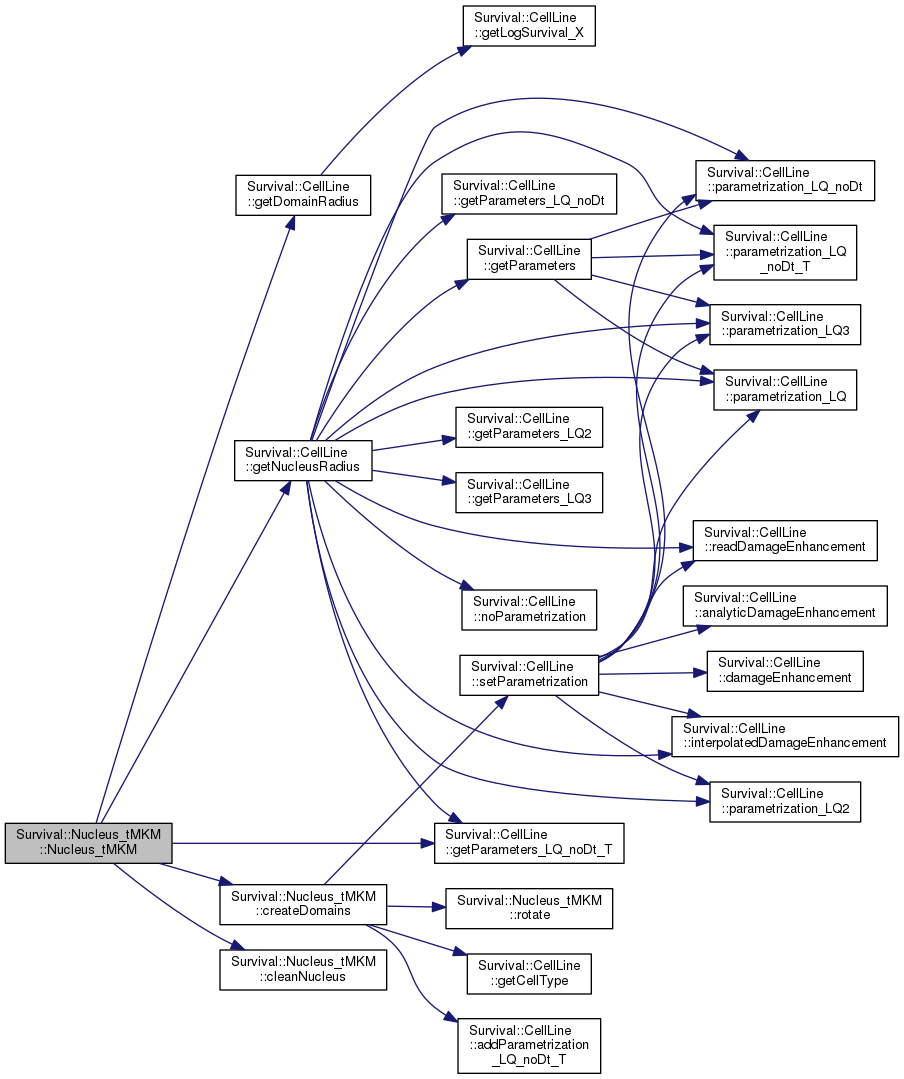 Survival::CellLine
::getLogSurvival_X
Survival::CellLine
::getDomainRadius
Survival::CellLine
::parametrization_LQ_noDt
Survival::CellLine
::getParameters_LQ_noDt
Survival::CellLine
::getParameters
Survival::CellLine
::parametrization_LQ
_noDt_T
Survival::CellLine
::parametrization_LQ3
Survival::CellLine
::parametrization_LQ
Survival::CellLine
::getParameters_LQ2
Survival::CellLine
::getNucleusRadius
Survival::CellLine
::getParameters_LQ3
Survival::CellLine
::readDamageEnhancement
Survival::CellLine
::noParametrization
Survival::CellLine
::analyticDamageEnhancement
Survival::CellLine
::setParametrization
Survival::CellLine
::damageEnhancement
Survival::CellLine
::interpolatedDamageEnhancement
Survival::CellLine
::parametrization_LQ2
Survival::Nucleus_tMKM
::Nucleus_tMKM
Survival::CellLine
::getParameters_LQ_noDt_T
Survival::Nucleus_tMKM
::createDomains
Survival::Nucleus_tMKM
::rotate
Survival::Nucleus_tMKM
::cleanNucleus
Survival::CellLine
::getCellType
Survival::CellLine
::addParametrization
_LQ_noDt_T